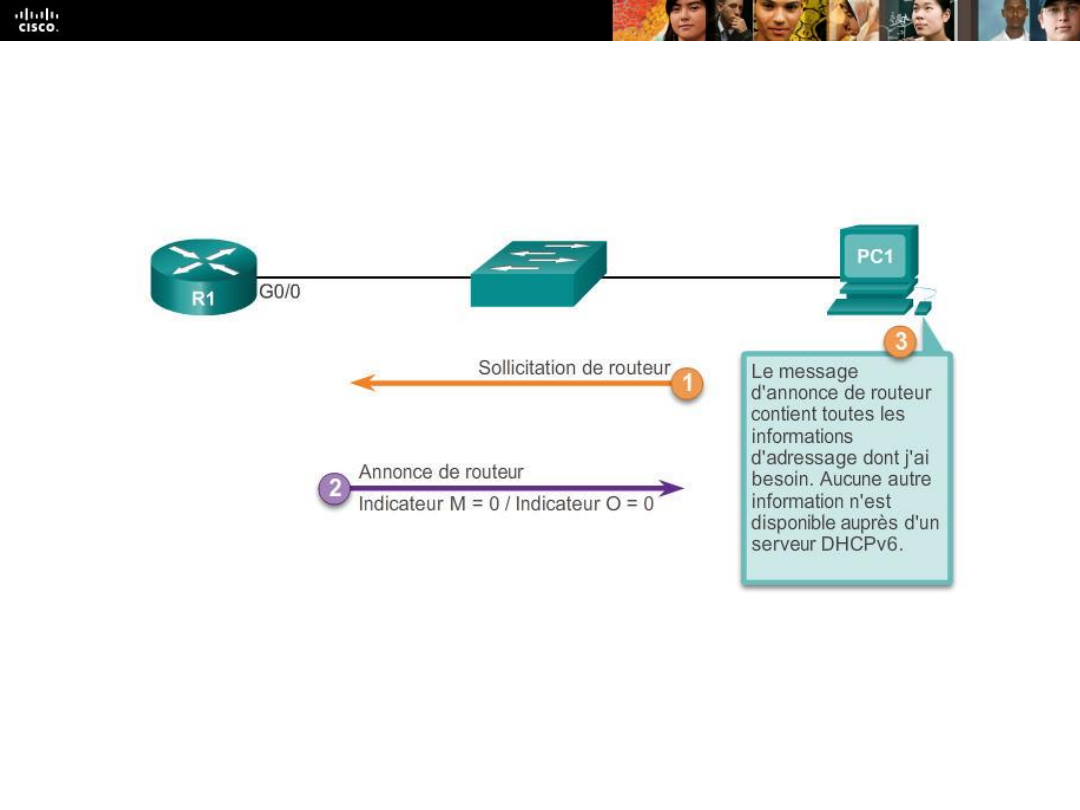 CISCO.
R1
G0/0
PC1
Sollicitation de routeur
1
3
Le message
d'annonce de routeur
contient toutes les
informations
d'adressage dont j'ai
besoin. Aucune autre
information n'est
disponible auprès d'un
serveur DHCPv6.
2
Annonce de routeur
Indicateur M = 0 / Indicateur O = 0